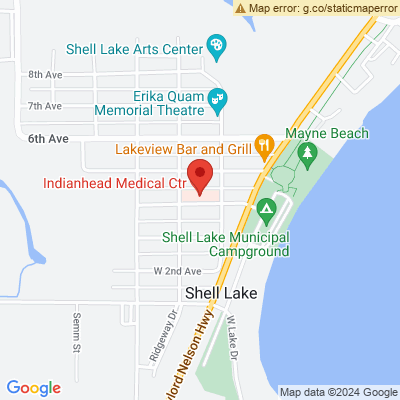 Map error: g.co/staticmaperror
Shell Lake Arts Center
8th Ave
Erika Quam
Memorial Theatre
7th Ave
6th Ave
Mayne Beach
Lakeview Bar and Grill
Indianhead Medical Ctr
Shell Lake Municipal
Campground
W 2nd Ave
Shell Lake
Semm St
Ridgeway Dr
aylord Nelson Hwy
W Lake Dr
Google
Map data ©2024 Google